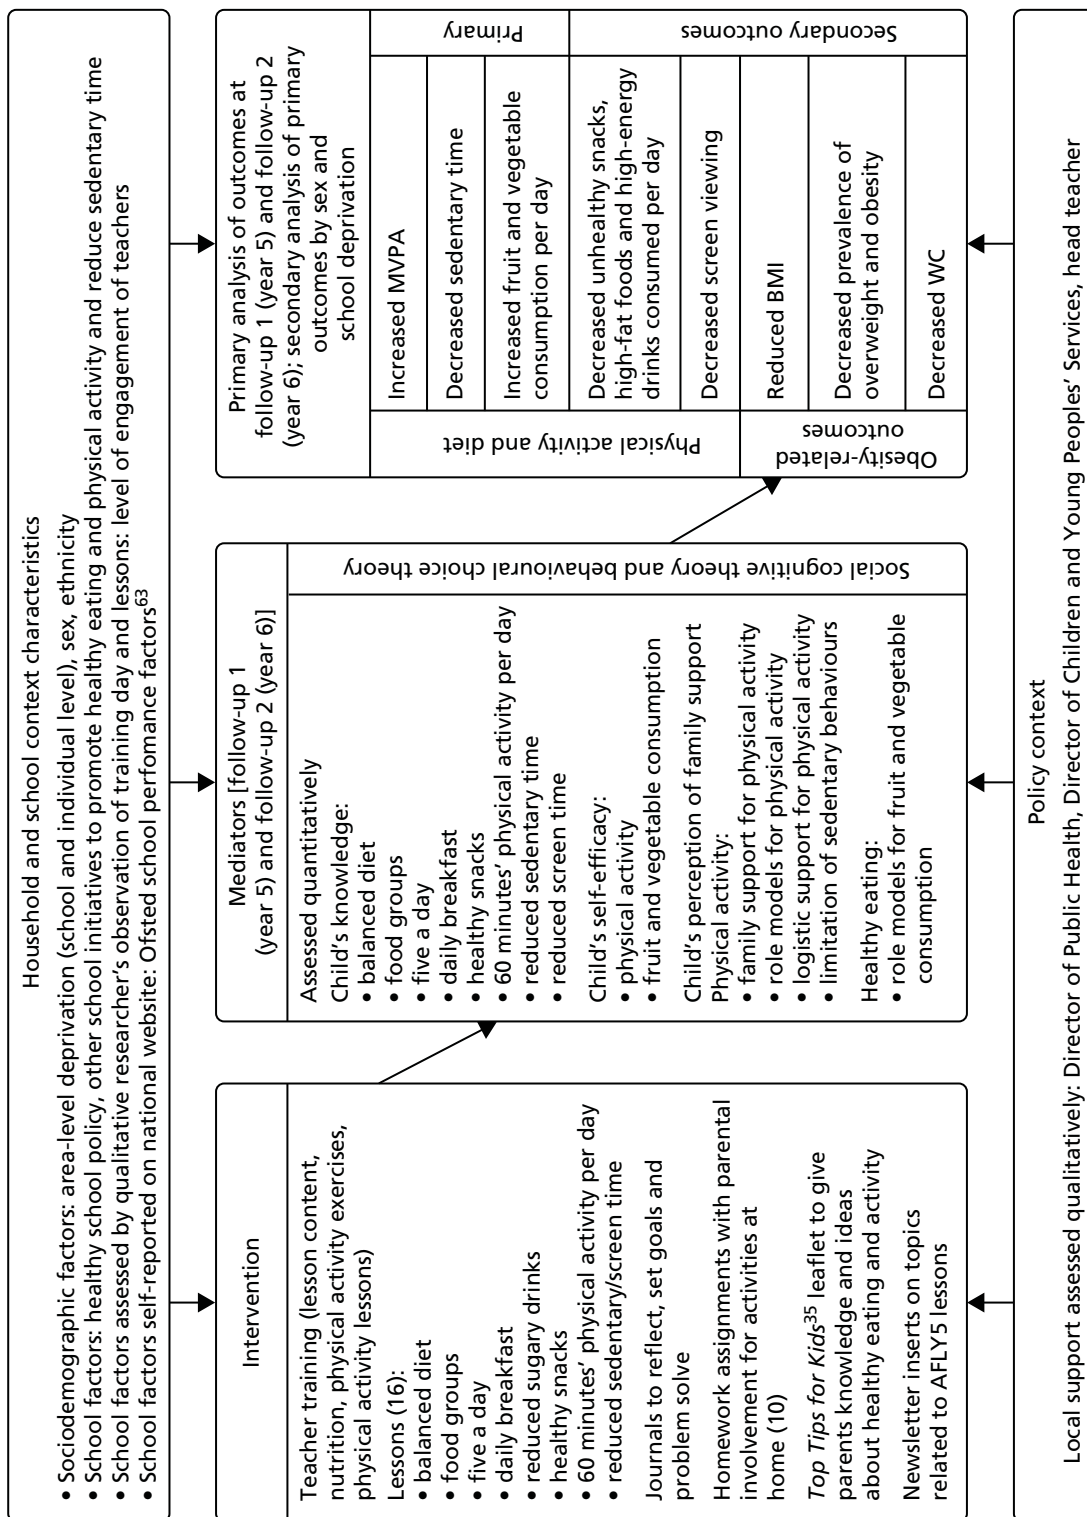 Household and school context characteristics
• Sociodemographic factors: area-level deprivation (school and individual level), sex, ethnicity
• School factors: healthy school policy, other school initiatives to promote healthy eating and physical activity and reduce sedentary time
• School factors assessed by qualitative researcher's observation of training day and lessons: level of engagement of teachers
• School factors self-reported on national website: Ofsted school perfomance factors63
Intervention
Teacher training (lesson content,
nutrition, physical activity exercises,
physical activity lessons)
Lessons (16):
• balanced diet
• food groups
• five a day
• daily breakfast
• reduced sugary drinks
• healthy snacks
• 60 minutes' physical activity per day
• reduced sedentary/screen time
Journals to reflect, set goals and
problem solve
Homework assignments with parental
involvement for activities at
home (10)
Top Tips for Kids35 leaflet to give
parents knowledge and ideas
about healthy eating and activity
Newsletter inserts on topics
related to AFLY5 lessons
Mediators [follow-up 1
(year 5) and follow-up 2 (year 6)]
Assessed quantitatively
Child's knowledge:
• balanced diet
• food groups
• five a day
• daily breakfast
• healthy snacks
• 60 minutes' physical activity per day
• reduced sedentary time
• reduced screen time
Child's self-efficacy:
• physical activity
• fruit and vegetable consumption
Child's perception of family support
Physical activity:
• family support for physical activity
• role models for physical activity
• logistic support for physical activity
• limitation of sedentary behaviours
Healthy eating:
• role models for fruit and vegetable
consumption
Social cognitive theory and behavioural choice theory
Primary analysis of outcomes at
follow-up 1 (year 5) and follow-up 2
(year 6); secondary analysis of primary
outcomes by sex and
school deprivation
Physical activity and diet
Increased MVPA
Decreased sedentary time
Increased fruit and vegetable
consumption per day
Primary
Decreased unhealthy snacks,
high-fat foods and high-energy
drinks consumed per day
Decreased screen viewing
Obesity-related
outcomes
Reduced BMI
Decreased prevalence of
overweight and obesity
Decreased WC
Secondary outcomes
Policy context
Local support assessed qualitatively: Director of Public Health, Director of Children and Young Peoples' Services, head teacher